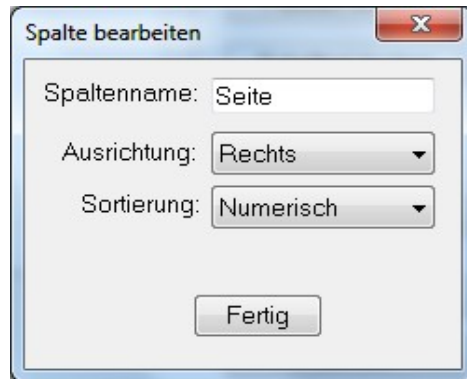 Spalte bearbeiten
Spaltenname: Seite
Ausrichtung: Rechts
Sortierung: Numerisch
Fertig